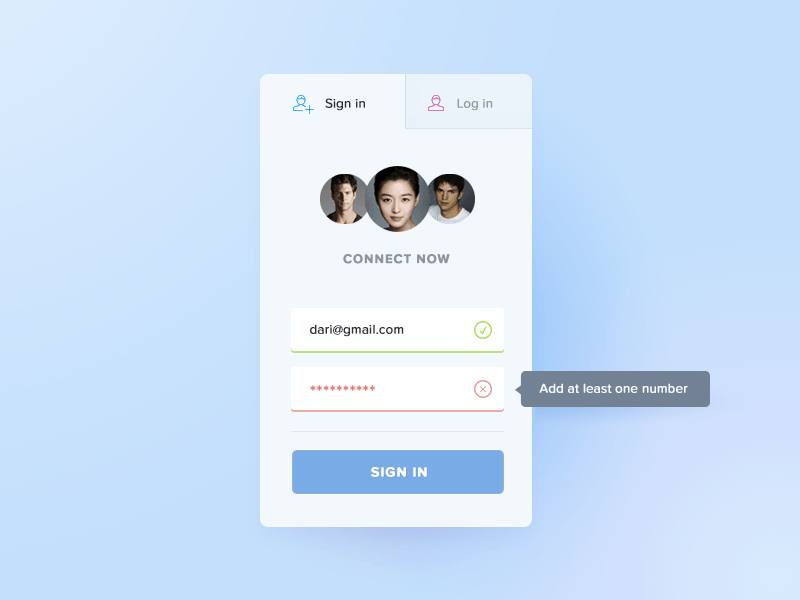 Sign in
Log in
CONNECT NOW
dari@gmail.com
**********
Add at least one number
SIGN IN